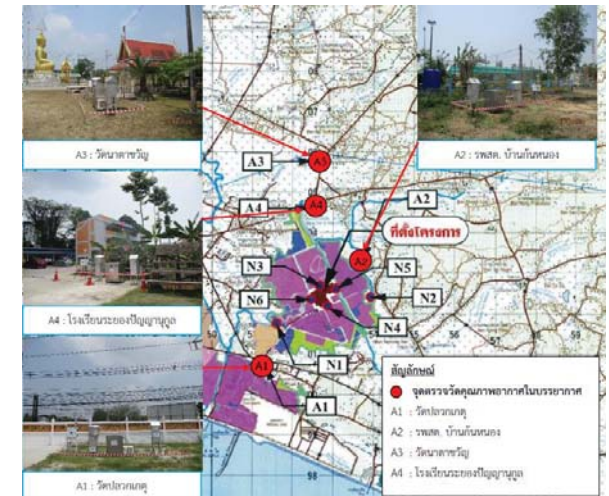 A3 : วัดนาตาขวัญ
A2 : รพสต. บ้านก้นหนอง
A4 : โรงเรียนระยองปัญญานุกูล
A1 : วัดปลวกเกตุ
A3
A3
A4
A4
A2
ที่ตั้งโครงการ
A2
N3
N5
N6
N2
N4
N1
A1
A1
98
สัญลักษณ์
จุดตรวจวัดคุณภาพอากาศในบรรยากาศ
A1 : วัดปลวกเกตุ
A2 : รพสต. บ้านก้นหนอง
A3 : วัดนาตาขวัญ
A4 : โรงเรียนระยองปัญญานุกูล